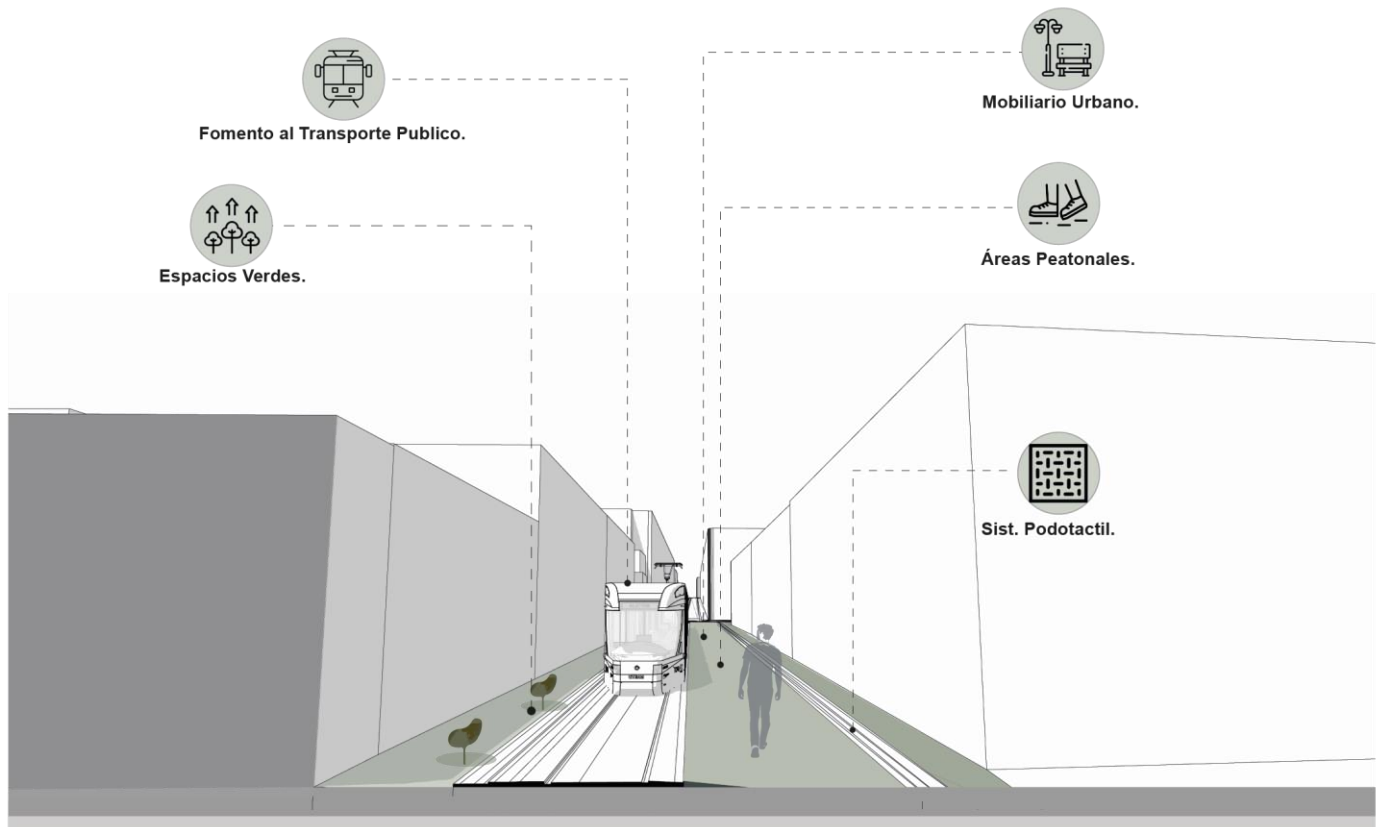 Mobiliario Urbano.
Fomento al Transporte Publico.
Áreas Peatonales.
Espacios Verdes.
Sist. Podotactil.